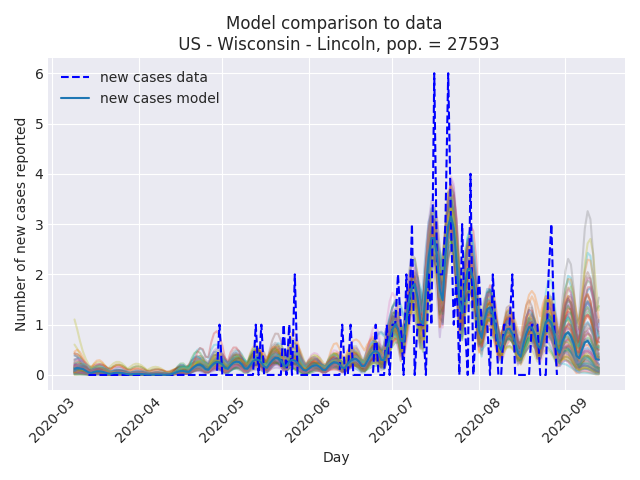 Model comparison to data
US - Wisconsin - Lincoln, pop. = 27593
new cases data
new cases model
Number of new cases reported
6
5
4
3
2
1
0
2020-03
2020-04
2020-05
2020-06
2020-07
2020-08
2020-09
Day